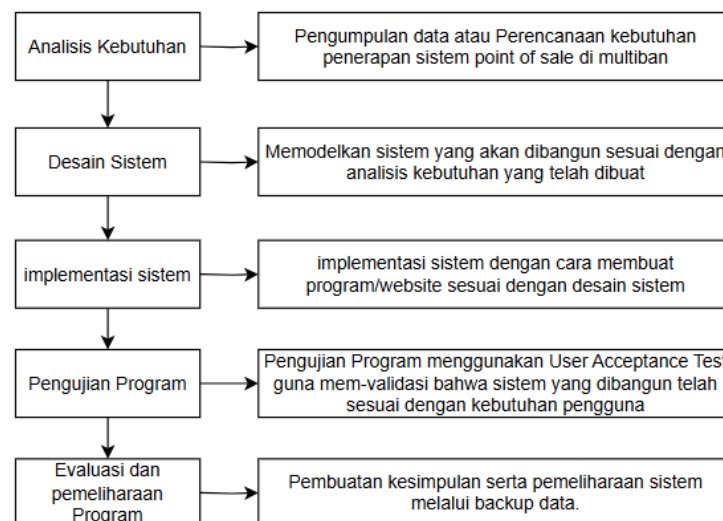 Analisis Kebutuhan
Pengumpulan data atau Perencanaan kebutuhan
penerapan sistem point of sale di multiban
Desain Sistem
Memodelkan sistem yang akan dibangun sesuai dengan
analisis kebutuhan yang telah dibuat
implementasi sistem
implementasi sistem dengan cara membuat
program/website sesuai dengan desain sistem
Pengujian Program
Pengujian Program menggunakan User Acceptance Test
guna mem-validasi bahwa sistem yang dibangun telah
sesuai dengan kebutuhan pengguna
Evaluasi dan
pemeliharaan
Program
Pembuatan kesimpulan serta pemeliharaan sistem
melalui backup data.